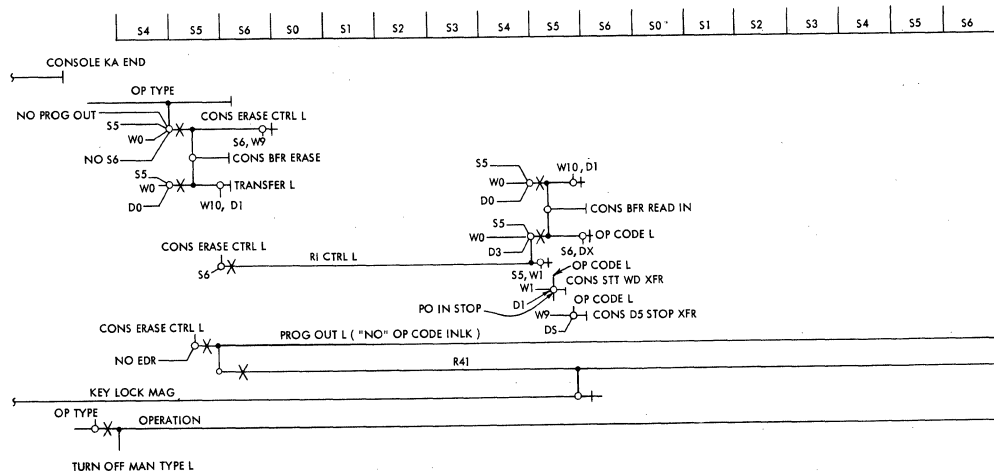 S4 S5 S6 S0 S1 S2 S3 S4 S5 S0 S1 S2 S3 S5 S6
CONSOLE KA END
OP TYPE
NO PROG OUT
CONS ERASE CTRL L
S5
W0
S6, W9
NO S6
CONS BFR ERASE
S5
W0
TRANSFER L
D0
W10, D1
S5
W10, D1
W0
D0
CONS BFR READ IN
S5
W0
OP CODE L
D3
S6, DX
CONS ERASE CTRL L
S6
RI CTRL L
S5, W1
OP CODE L
W1
CONS STT WD XFR
D1
PO IN STOP
OP CODE L
W9
CONS D5 STOP XFR
DS
CONS ERASE CTRL L
PROG OUT L ( "NO" OP CODE INLK )
NO EDR
R41
KEY LOCK MAG
OP TYPE
OPERATION
TURN OFF MAN TYPE L